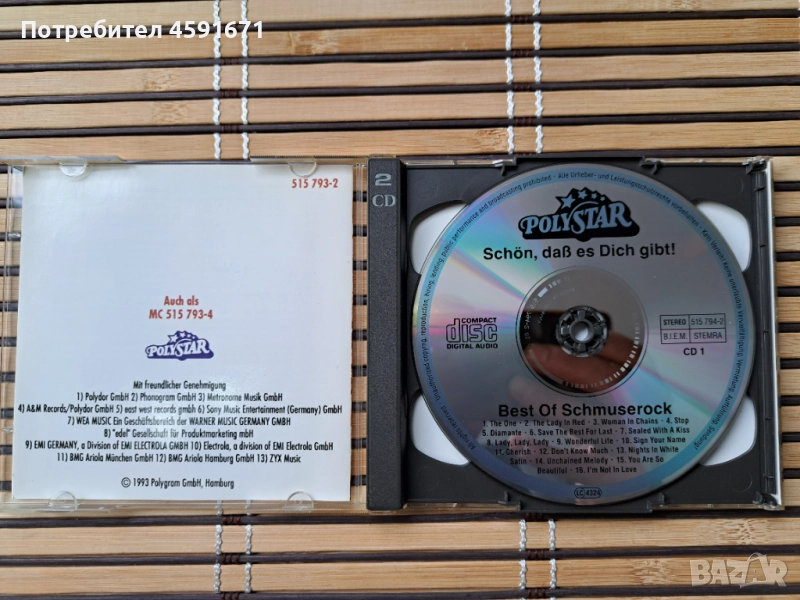 Потребител 4591671
515 793-2
Auch als
MC 515 793-4
POLYSTAR
Mit freundlicher Genehmigung
1) Polydor GmbH 2) Phonogram GmbH 3) Metronome Musik GmbH
4) A&M Records/Polydor GmbH 5) east west records gmbh 6) Sony Music Entertainment (Germany) GmbH
7) WEA MUSIC Ein Geschäftsbereich der WARNER MUSIC GERMANY GMBH
8) "edel" Gesellschaft für Produktmarketing mbH
9) EMI GERMANY, a Division of EMI ELECTROLA GMBH 10) Electrola, a division of EMI Electrola GmbH
11) BMG Ariola München GmbH 12) BMG Ariola Hamburg GmbH 13) ZYX Music
© 1993 Polygram GmbH, Hamburg
2
CD
POLYSTAR
Schön, daß es Dich gibt!
COMPACT
disc
DIGITAL AUDIO
STEREO 515 794-2
B.I.E.M. STEMRA
CD 1
Best Of Schmuserock
1. The One 2. The Lady In Red 3. Woman In Chains 4. Stop
5. Diamante 6. Save The Best For Last 7. Sealed With A Kiss
8. Lady, Lady, Lady 9. Wonderful Life 10. Sign Your Name
11. Cherish 12. Don't Know Much 13. Nights In White
Satin 14. Unchained Melody 15. You Are So
Beautiful 16. I'm Not In Love
LC 4324
BAZAR